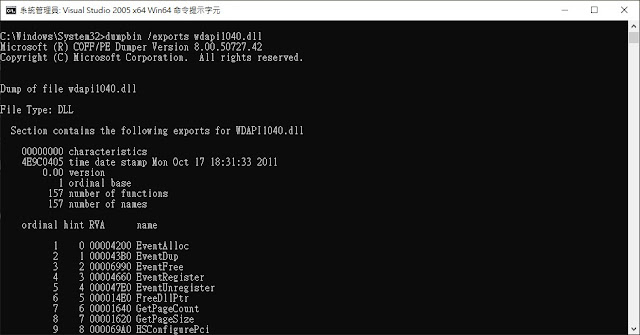 系統管理員: Visual Studio 2005 x64 Win64 命令提示字元
C:\Windows\System32>dumpbin /exports wdapi1040.dll
Microsoft (R) COFF/PE Dumper Version 8.00.50727.42
Copyright (C) Microsoft Corporation.  All rights reserved.
Dump of file wdapi1040.dll
File Type: DLL
Section contains the following exports for WDAPI1040.dll
00000000 characteristics
4E9C0405 time date stamp Mon Oct 17 18:31:33 2011
0.00 version
1 ordinal base
157 number of functions
157 number of names
ordinal hint RVA      name
1    0 00004200 EventAlloc
2    1 000043B0 EventDup
3    2 00006990 EventFree
4    3 00004660 EventRegister
5    4 000047E0 EventUnregister
6    5 000014E0 FreeDllPtr
7    6 00001640 GetPageCount
8    7 00001620 GetPageSize
9    8 000069A0 HSConfigurePci